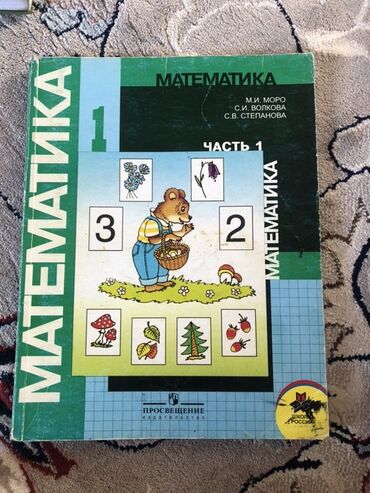 МАТЕМАТИКА
М.И. МОРО
С.И. ВОЛКОВА
С.В. СТЕПАНОВА
1
ЧАСТЬ 1
МАТЕМАТИКА
МАТЕМАТИКА
3
2
ПРОСВЕЩЕНИЕ
ИЗДАТЕЛЬСТВО
ШКОЛА
РОССИИ